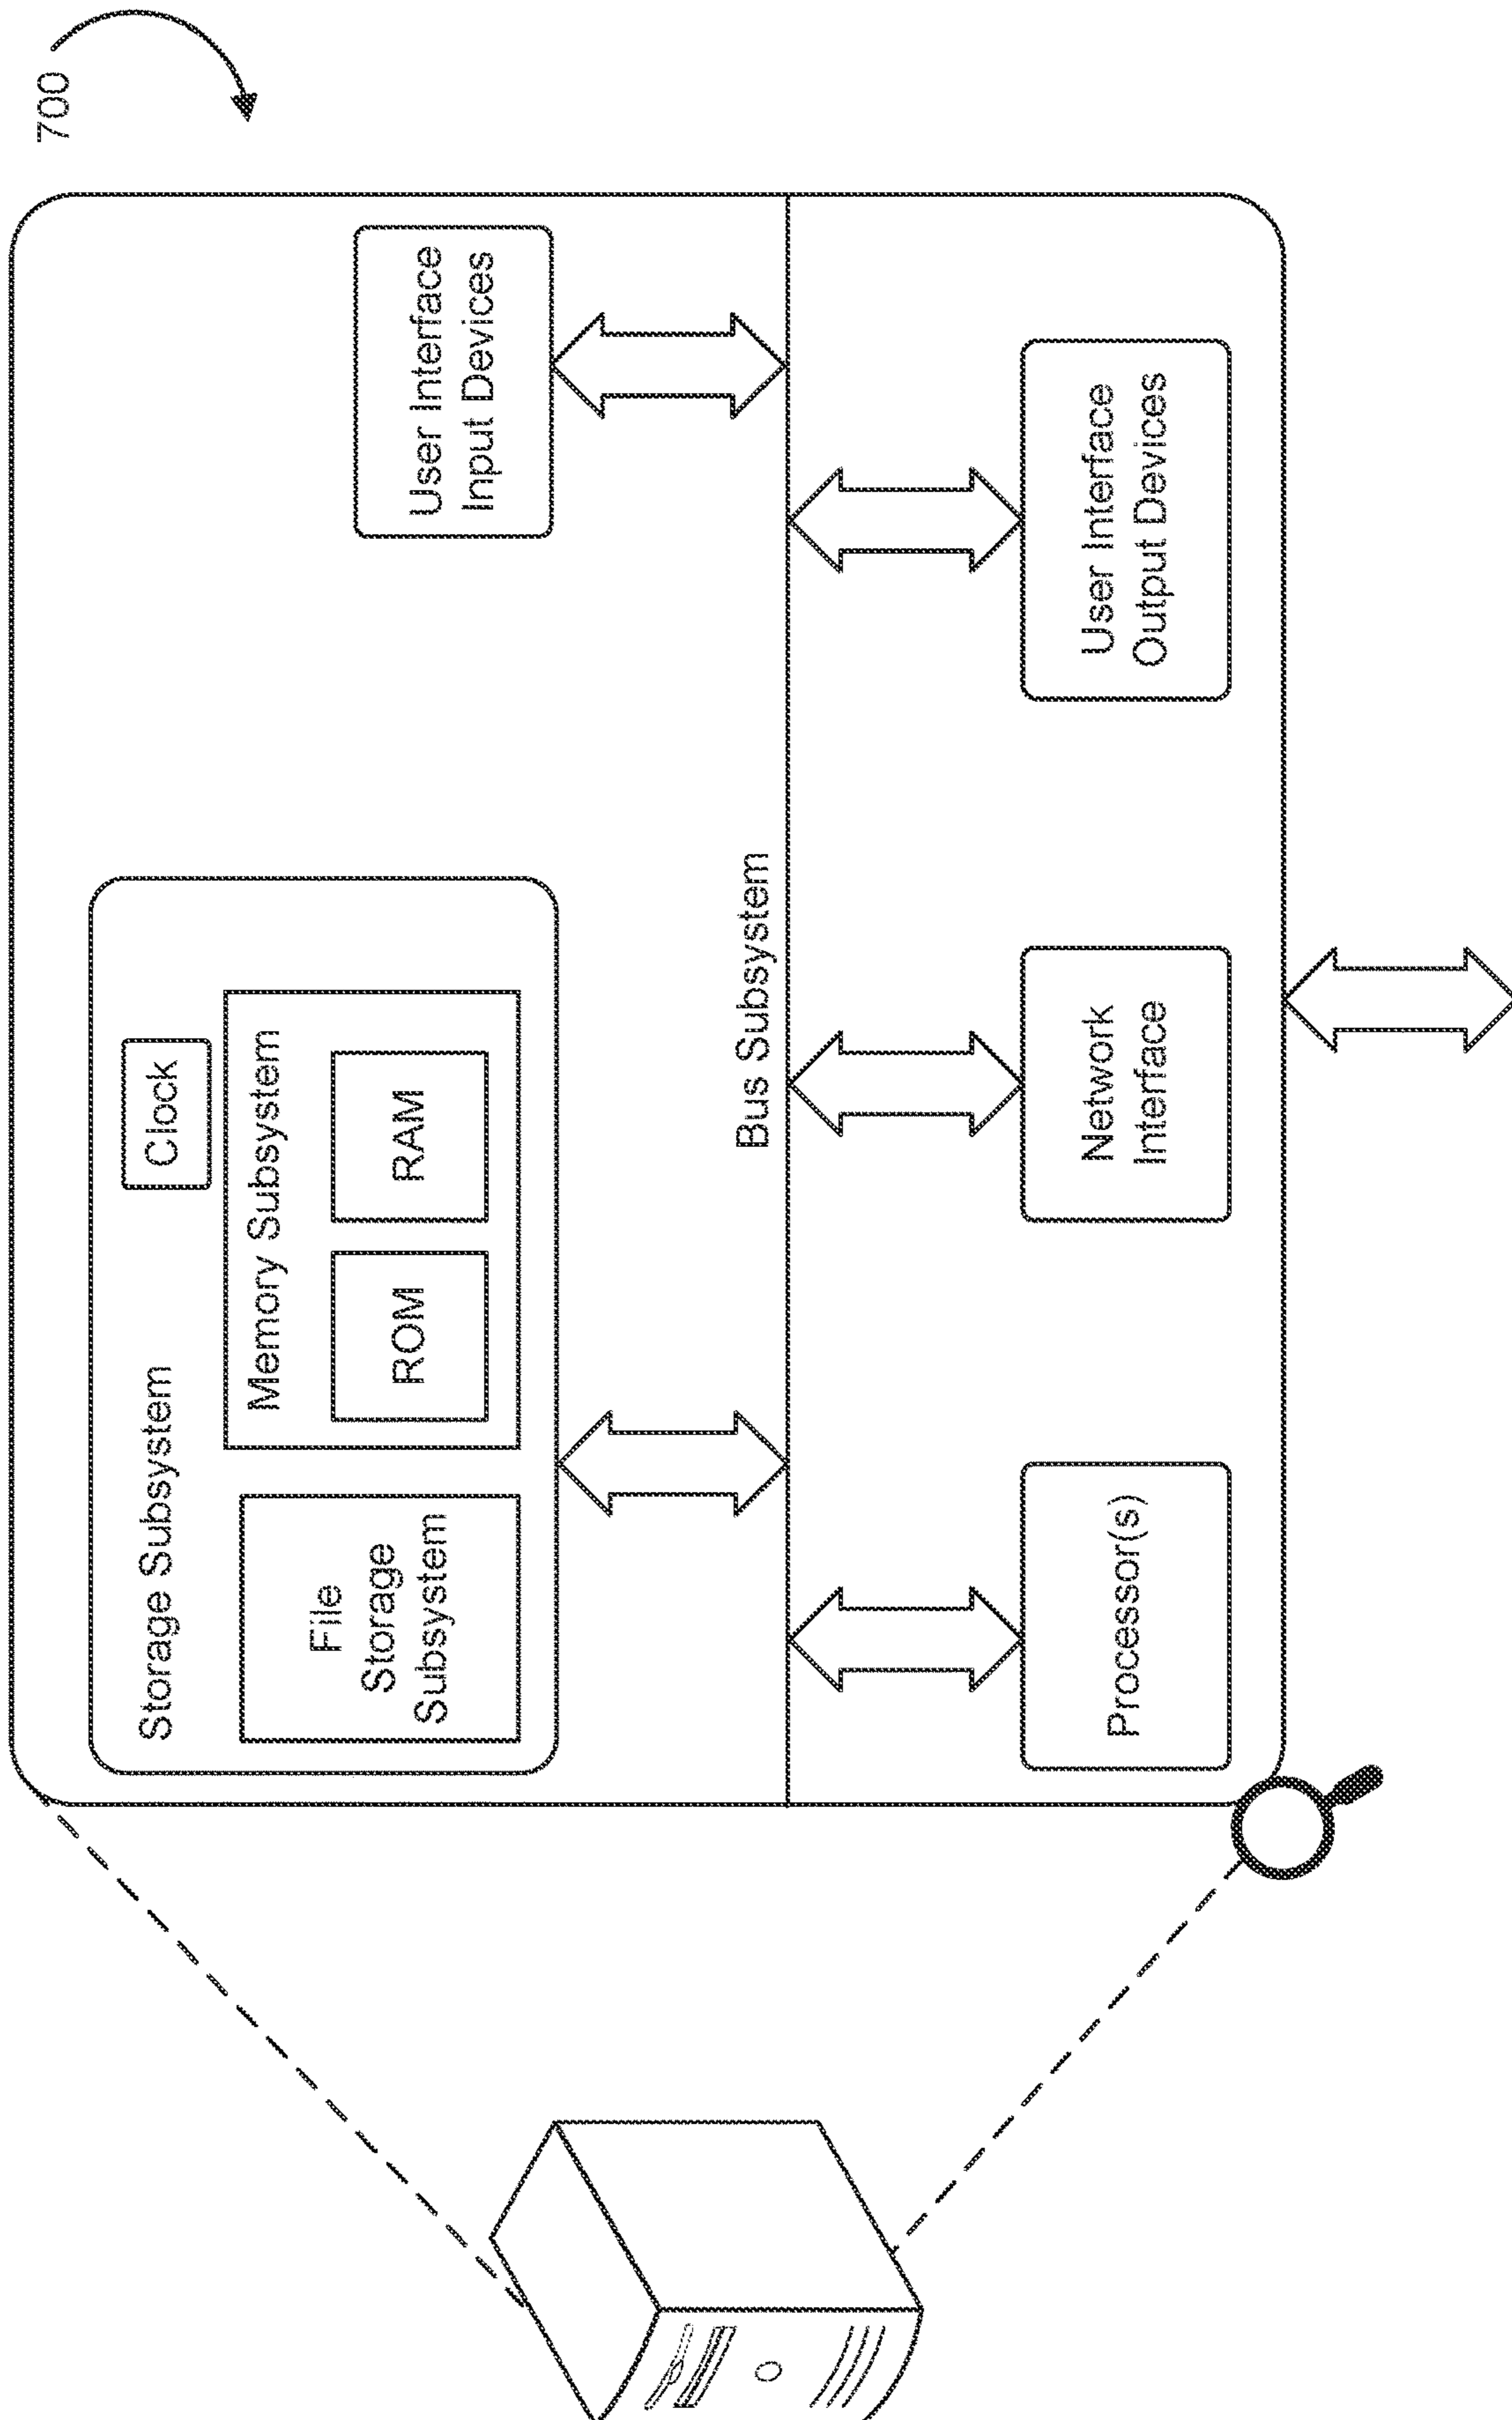 700
Storage Subsystem
Clock
Memory Subsystem
File
Storage
Subsystem
ROM
RAM
User Interface
Input Devices
Bus Subsystem
Processor(s)
Network
Interface
User Interface
Output Devices